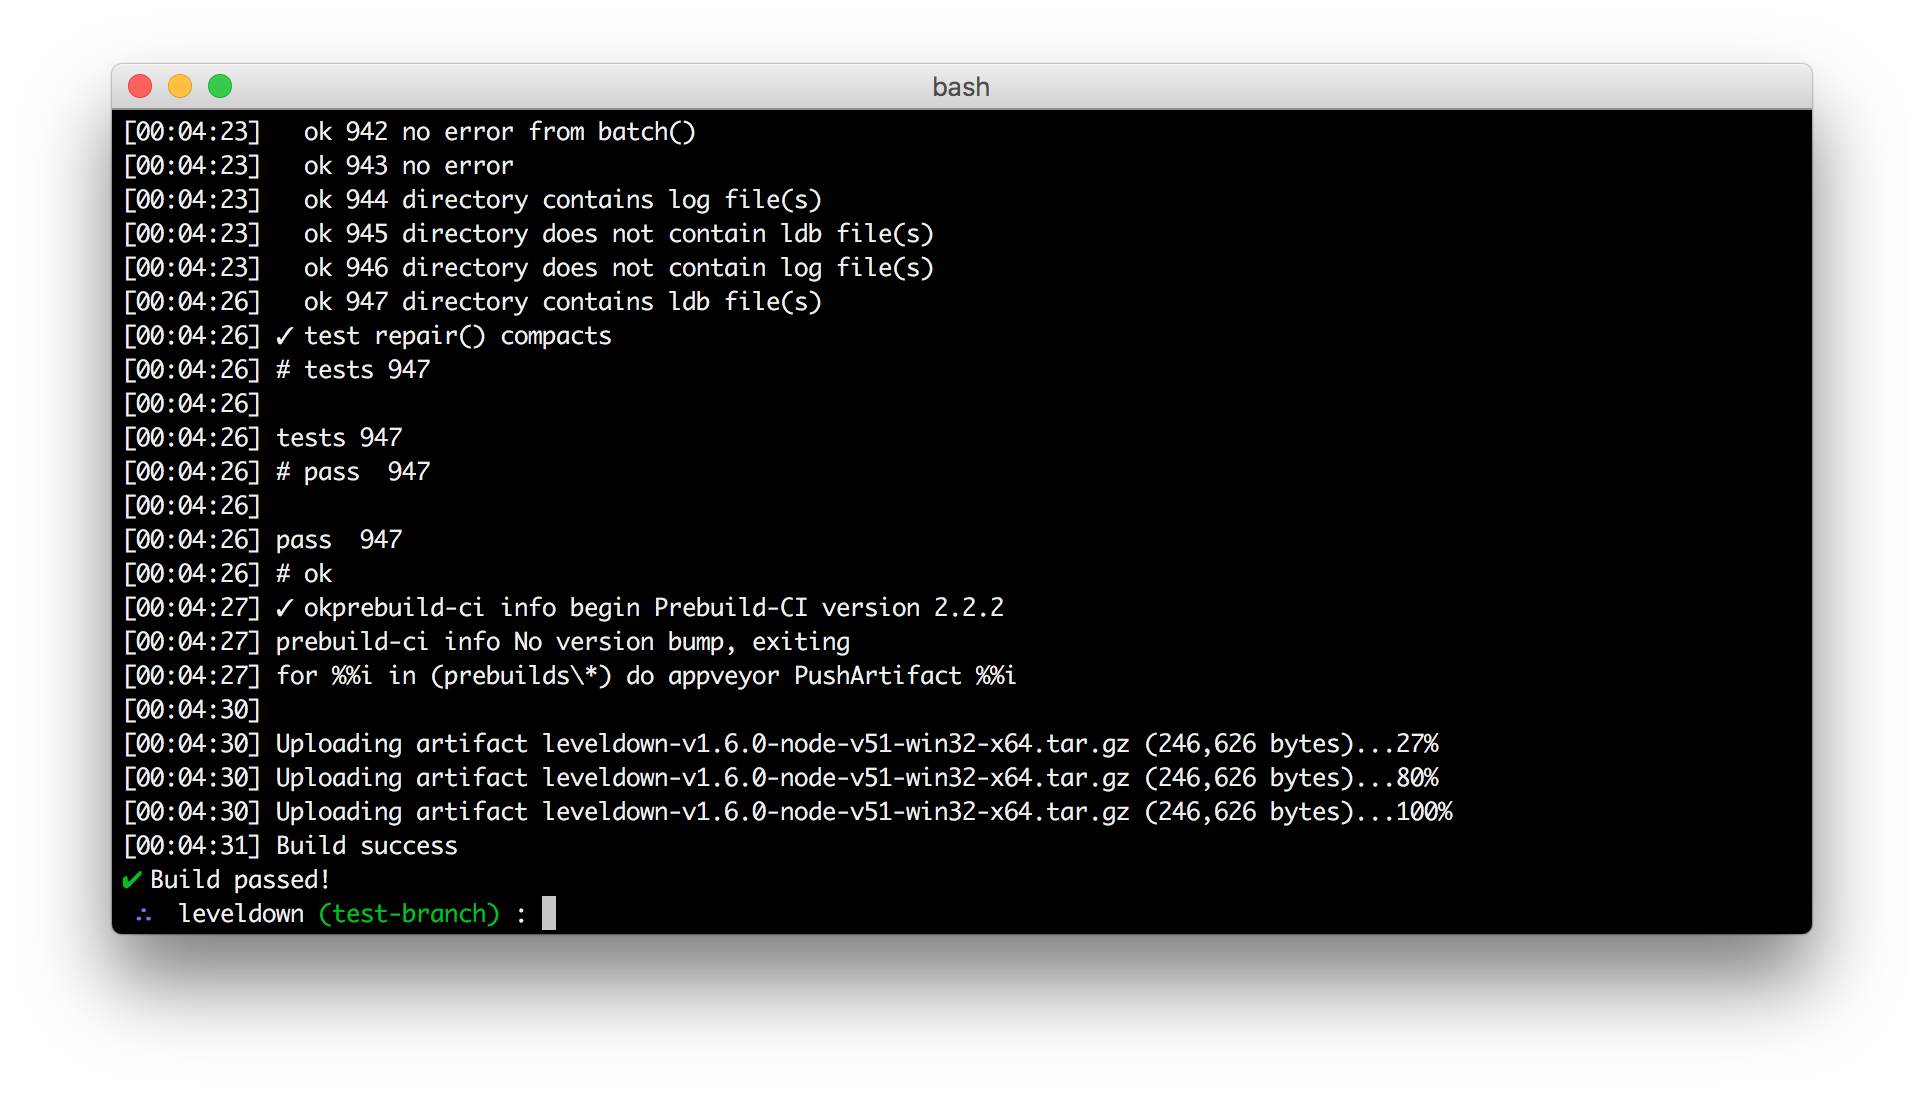 bash
[00:04:23]   ok 942 no error from batch()
[00:04:23]   ok 943 no error
[00:04:23]   ok 944 directory contains log file(s)
[00:04:23]   ok 945 directory does not contain ldb file(s)
[00:04:23]   ok 946 directory does not contain log file(s)
[00:04:26]   ok 947 directory contains ldb file(s)
[00:04:26] ✓ test repair() compacts
[00:04:26] # tests 947
[00:04:26]
[00:04:26] tests 947
[00:04:26] # pass  947
[00:04:26]
[00:04:26] pass  947
[00:04:26] # ok
[00:04:27] ✓ okprebuild-ci info begin Prebuild-CI version 2.2.2
[00:04:27] prebuild-ci info No version bump, exiting
[00:04:27] for %%i in (prebuilds\*) do appveyor PushArtifact %%i
[00:04:30]
[00:04:30] Uploading artifact leveldown-v1.6.0-node-v51-win32-x64.tar.gz (246,626 bytes)...27%
[00:04:30] Uploading artifact leveldown-v1.6.0-node-v51-win32-x64.tar.gz (246,626 bytes)...80%
[00:04:30] Uploading artifact leveldown-v1.6.0-node-v51-win32-x64.tar.gz (246,626 bytes)...100%
[00:04:31] Build success
✔ Build passed!
∴ leveldown (test-branch) :